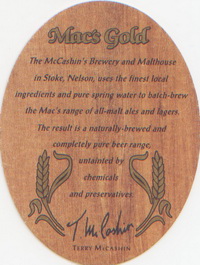 Mac's Gold
The McCashin's Brewery and Malthouse
in Stoke, Nelson, uses the finest local
ingredients and pure spring water to batch-brew
the Mac's range of all-malt ales and lagers.
The result is a naturally-brewed and
completely pure beer range,
untainted by
chemicals
and preservatives.
T McCashin
Terry McCashin